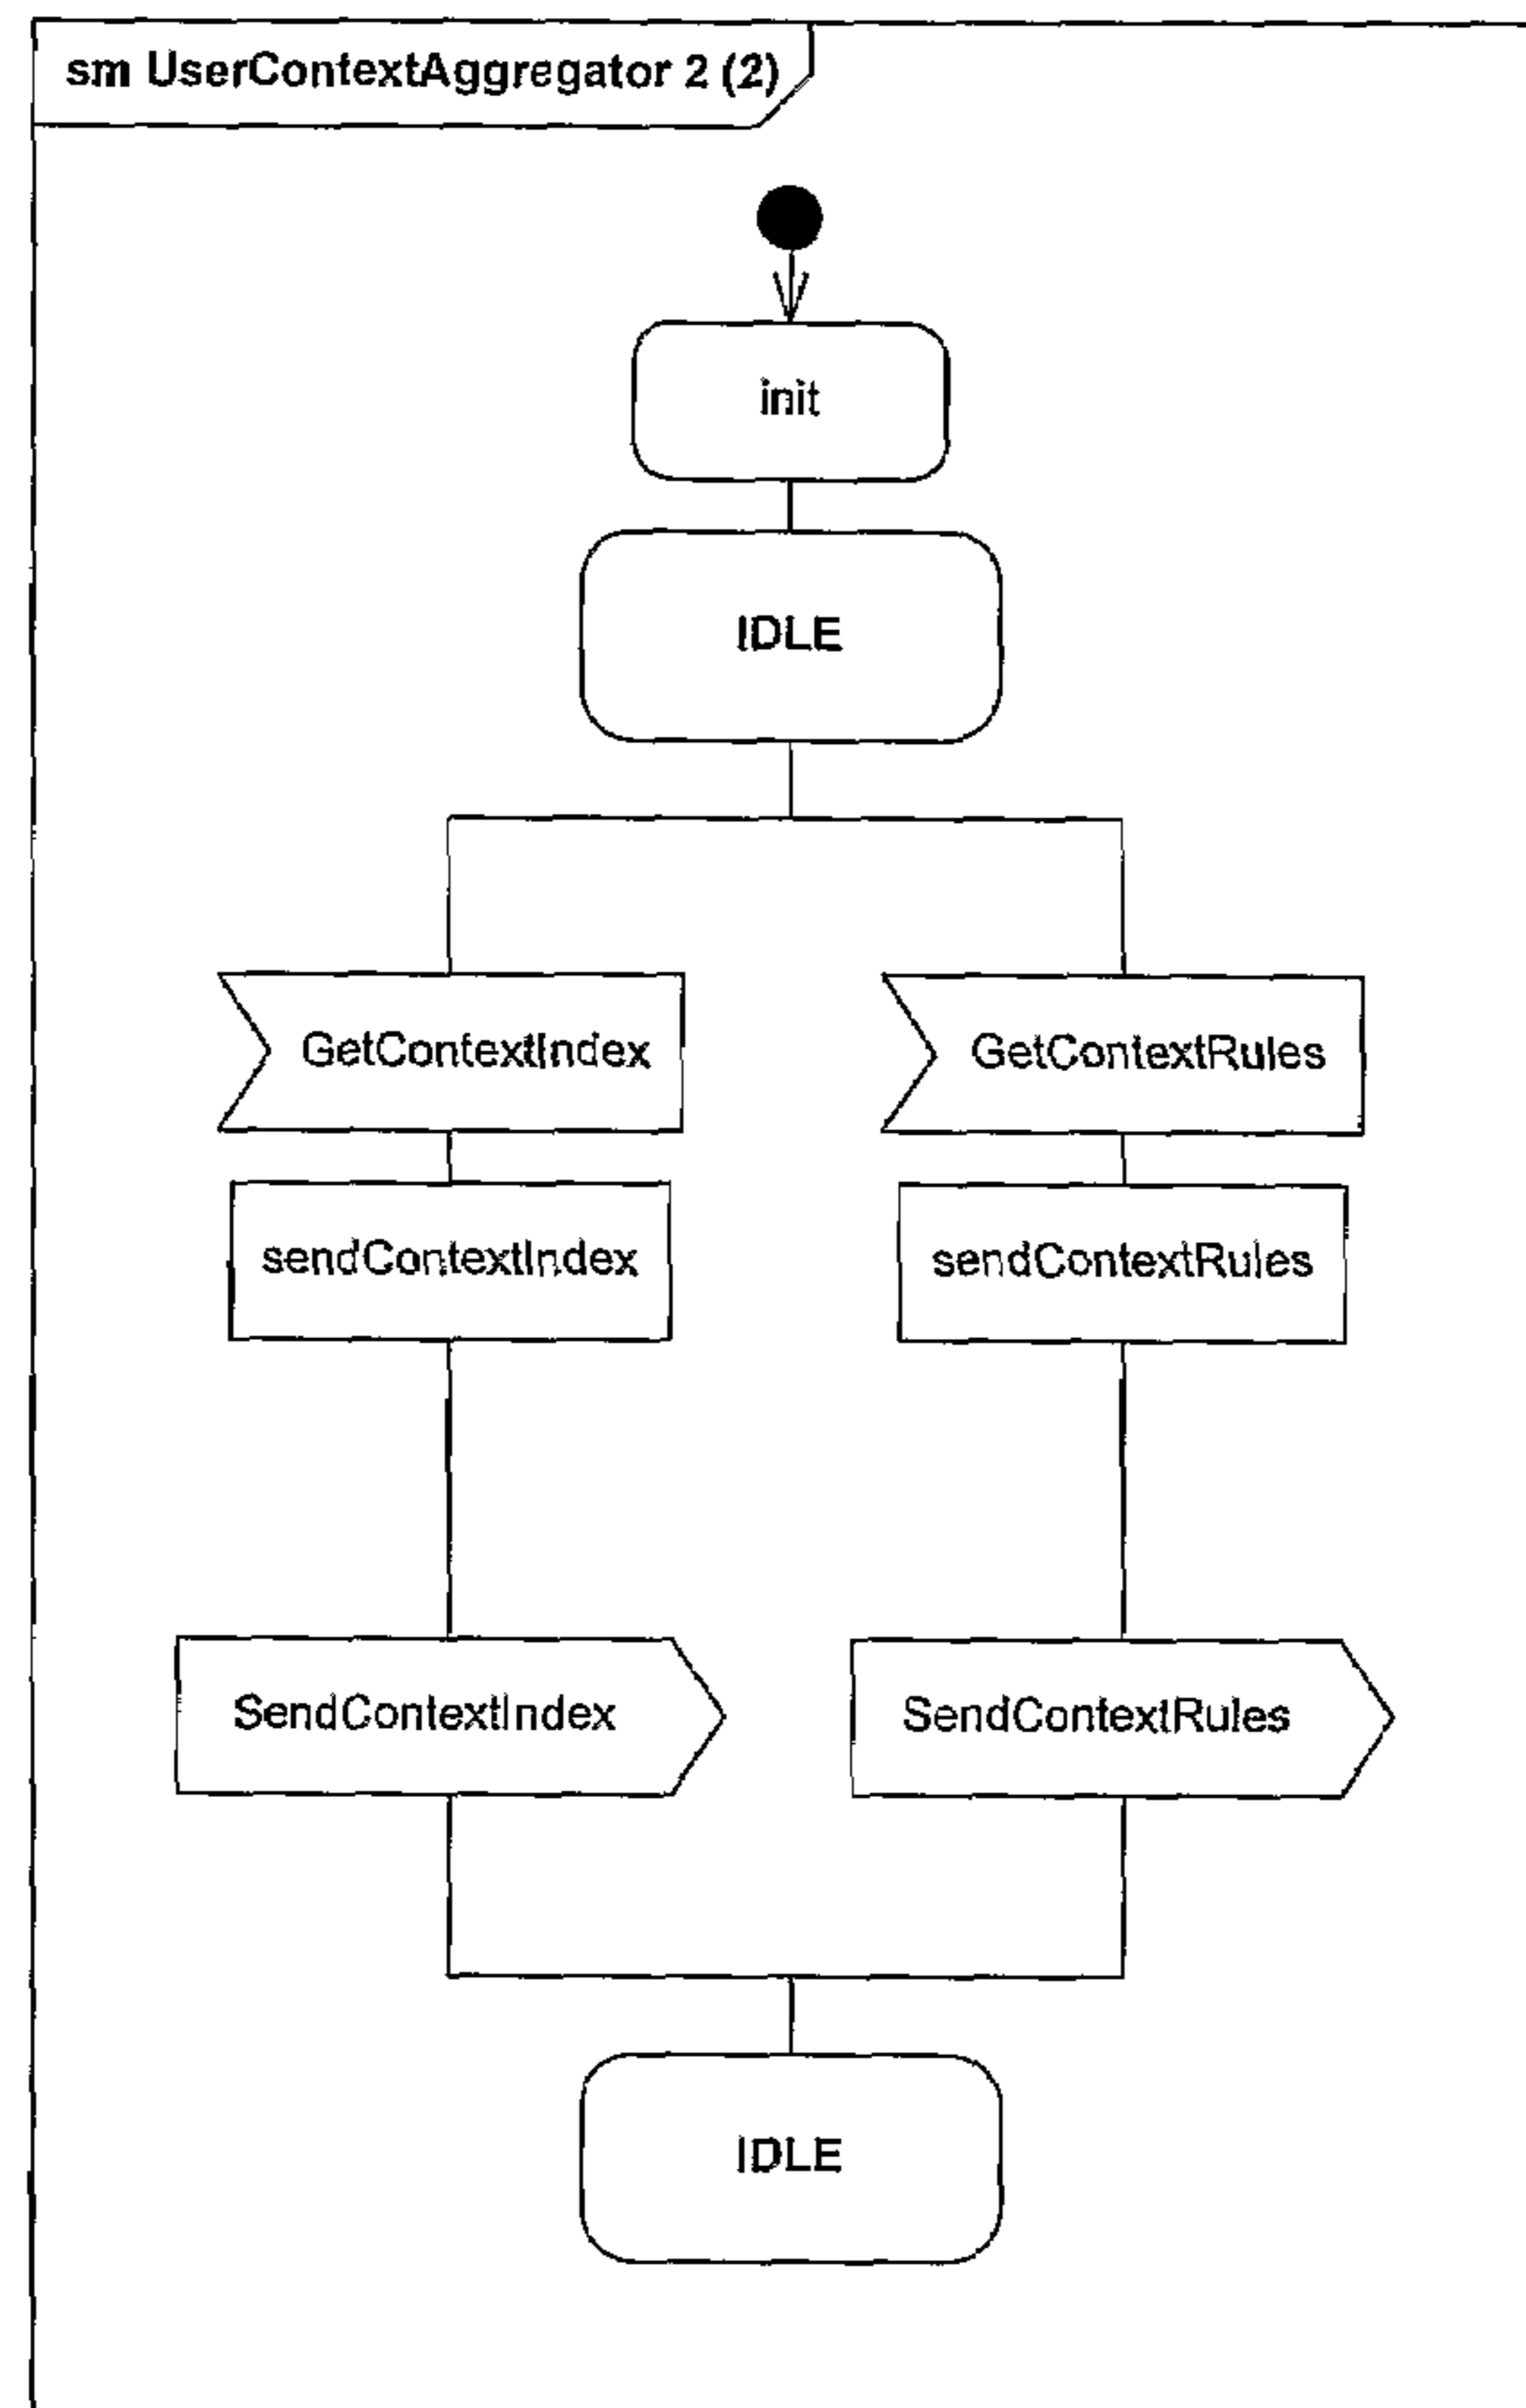 sm UserContextAggregator 2 (2)
init
IDLE
GetContextIndex
GetContextRules
sendContextIndex
sendContextRules
SendContextIndex
SendContextRules
IDLE